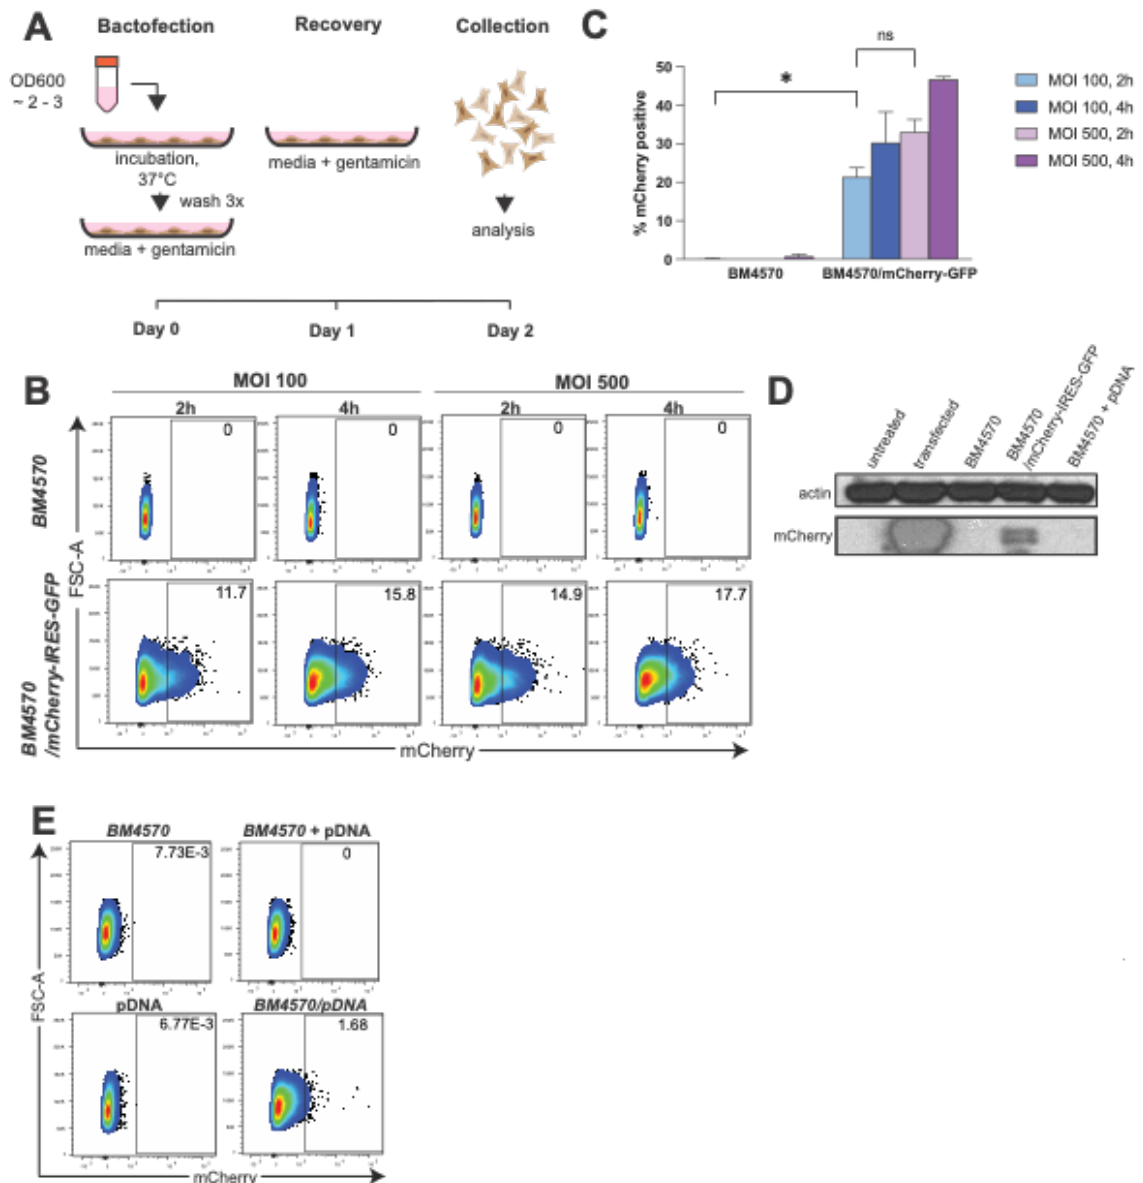 A
Bactofection
Recovery
Collection
OD600
~ 2 - 3
incubation,
37°C
wash 3x
media + gentamicin
media + gentamicin
analysis
Day 0
Day 1
Day 2
C
ns
*
% mCherry positive
50
40
30
20
10
0
BM4570
BM4570/mCherry-GFP
MOI 100, 2h
MOI 100, 4h
MOI 500, 2h
MOI 500, 4h
B
MOI 100
MOI 500
2h
4h
2h
4h
BM4570
0
0
0
0
FSC-A
BM4570
/mCherry-IRES-GFP
11.7
15.8
14.9
17.7
mCherry
D
untreated
transfected
BM4570
BM4570
/mCherry-IRES-GFP
BM4570 + pDNA
actin
mCherry
E
BM4570
BM4570 + pDNA
7.73E-3
0
FSC-A
pDNA
BM4570/pDNA
6.77E-3
1.68
mCherry